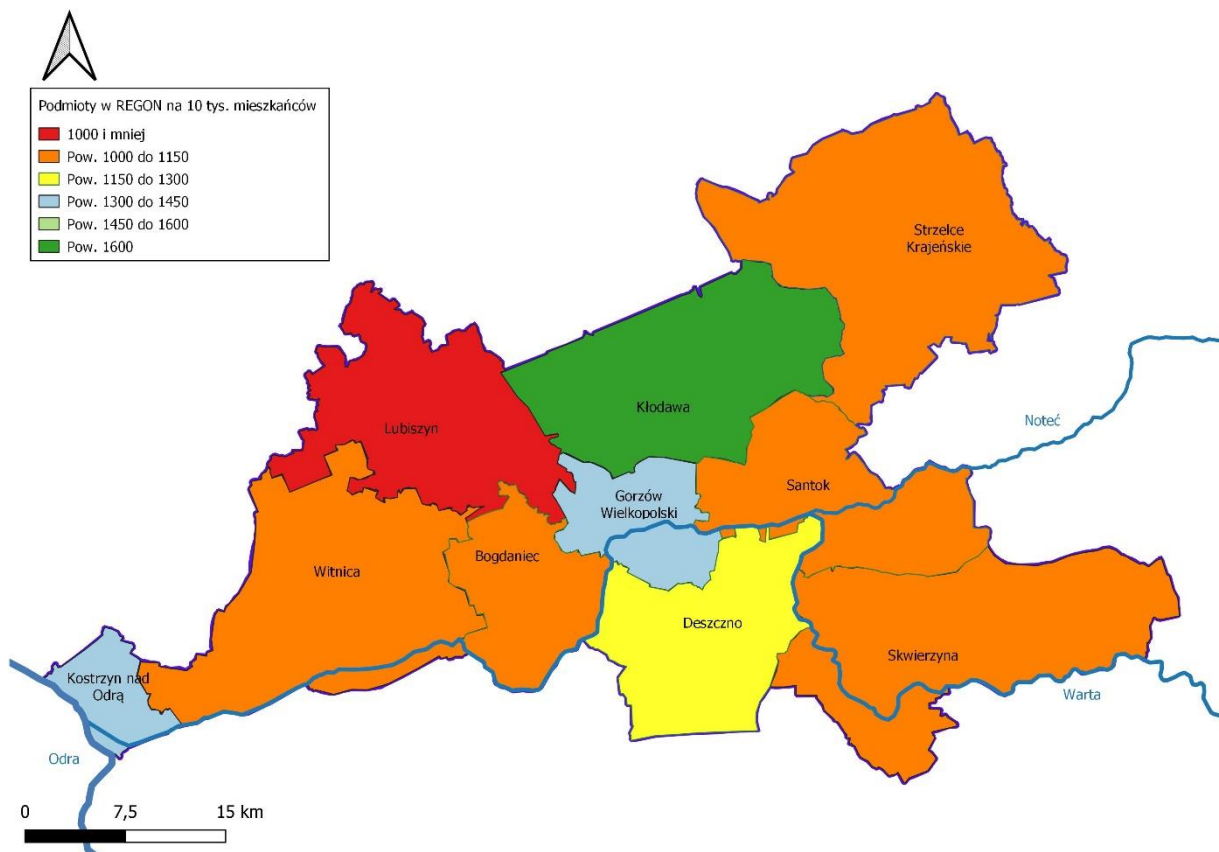 Podmioty w REGON na 10 tys. mieszkańców
1000 i mniej
Pow. 1000 do 1150
Pow. 1150 do 1300
Pow. 1300 do 1450
Pow. 1450 do 1600
Pow. 1600
Strzelce
Krajeńskie
Kłodawa
Noteć
Lubiszyn
Santok
Gorzów
Wielkopolski
Bogdaniec
Witnica
Deszczno
Skwierzyna
Kostrzyn nad
Odrą
Warta
Odra
0 7,5 15 km